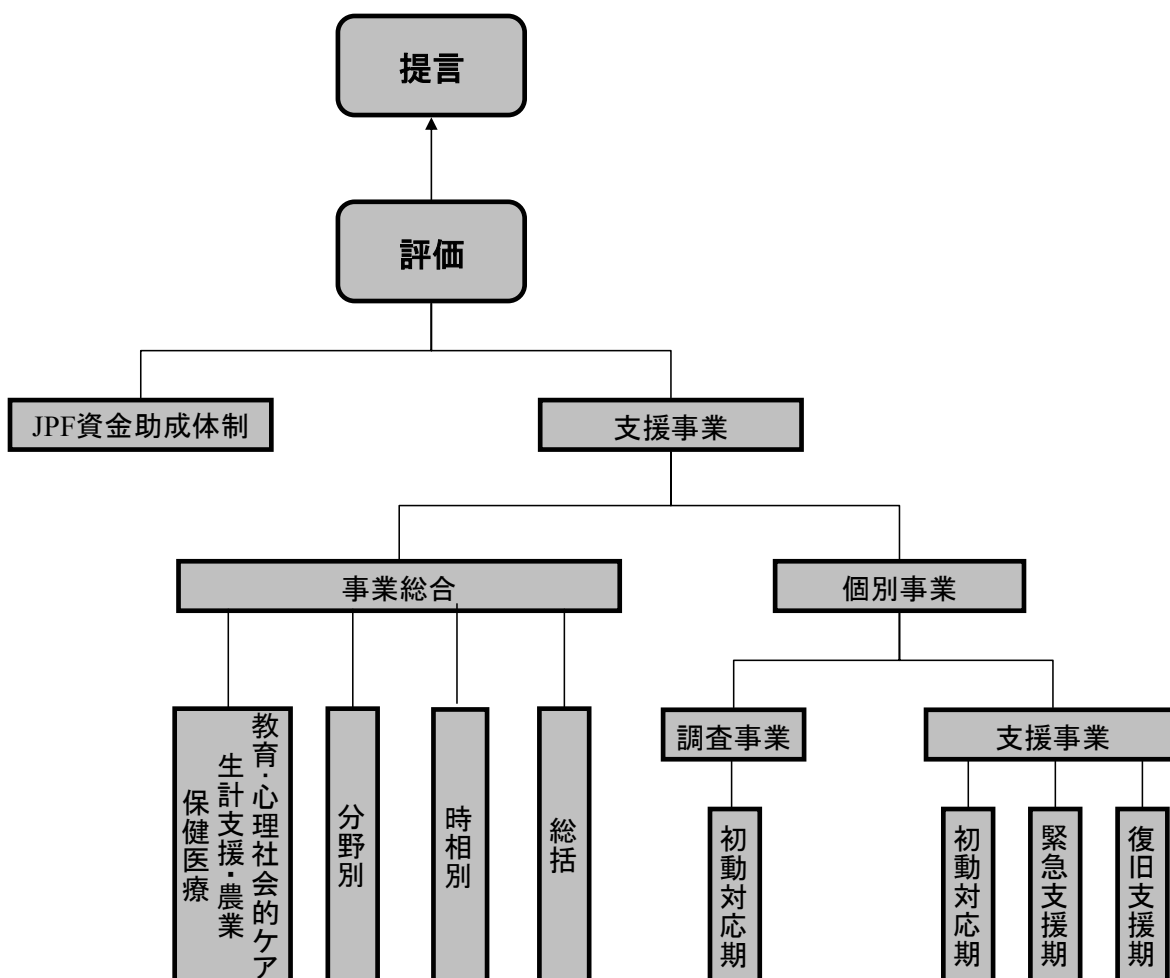 提言
評価
JPF資金助成体制
支援事業
事業総合
個別事業
調査事業
支援事業
教育・心理社会的ケア
生計支援・農業
保健医療
分野別
時相別
総括
初動対応期
初動対応期
緊急支援期
復旧支援期